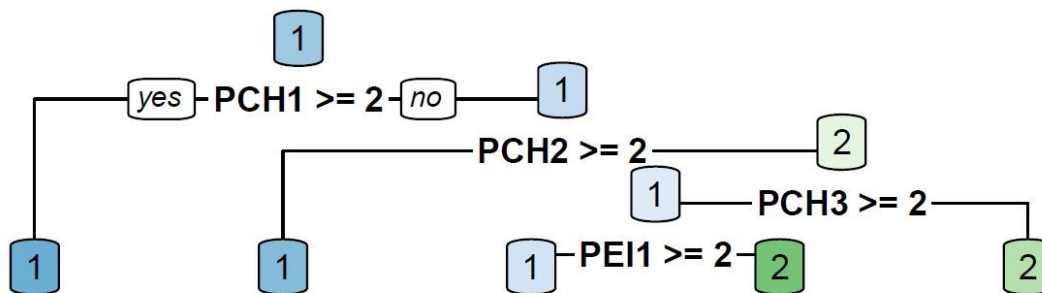 1
yes PCH1 >= 2 no 1
PCH2 >= 2 2
1 PCH3 >= 2
1 1 1 PEI1 >= 2 2 2